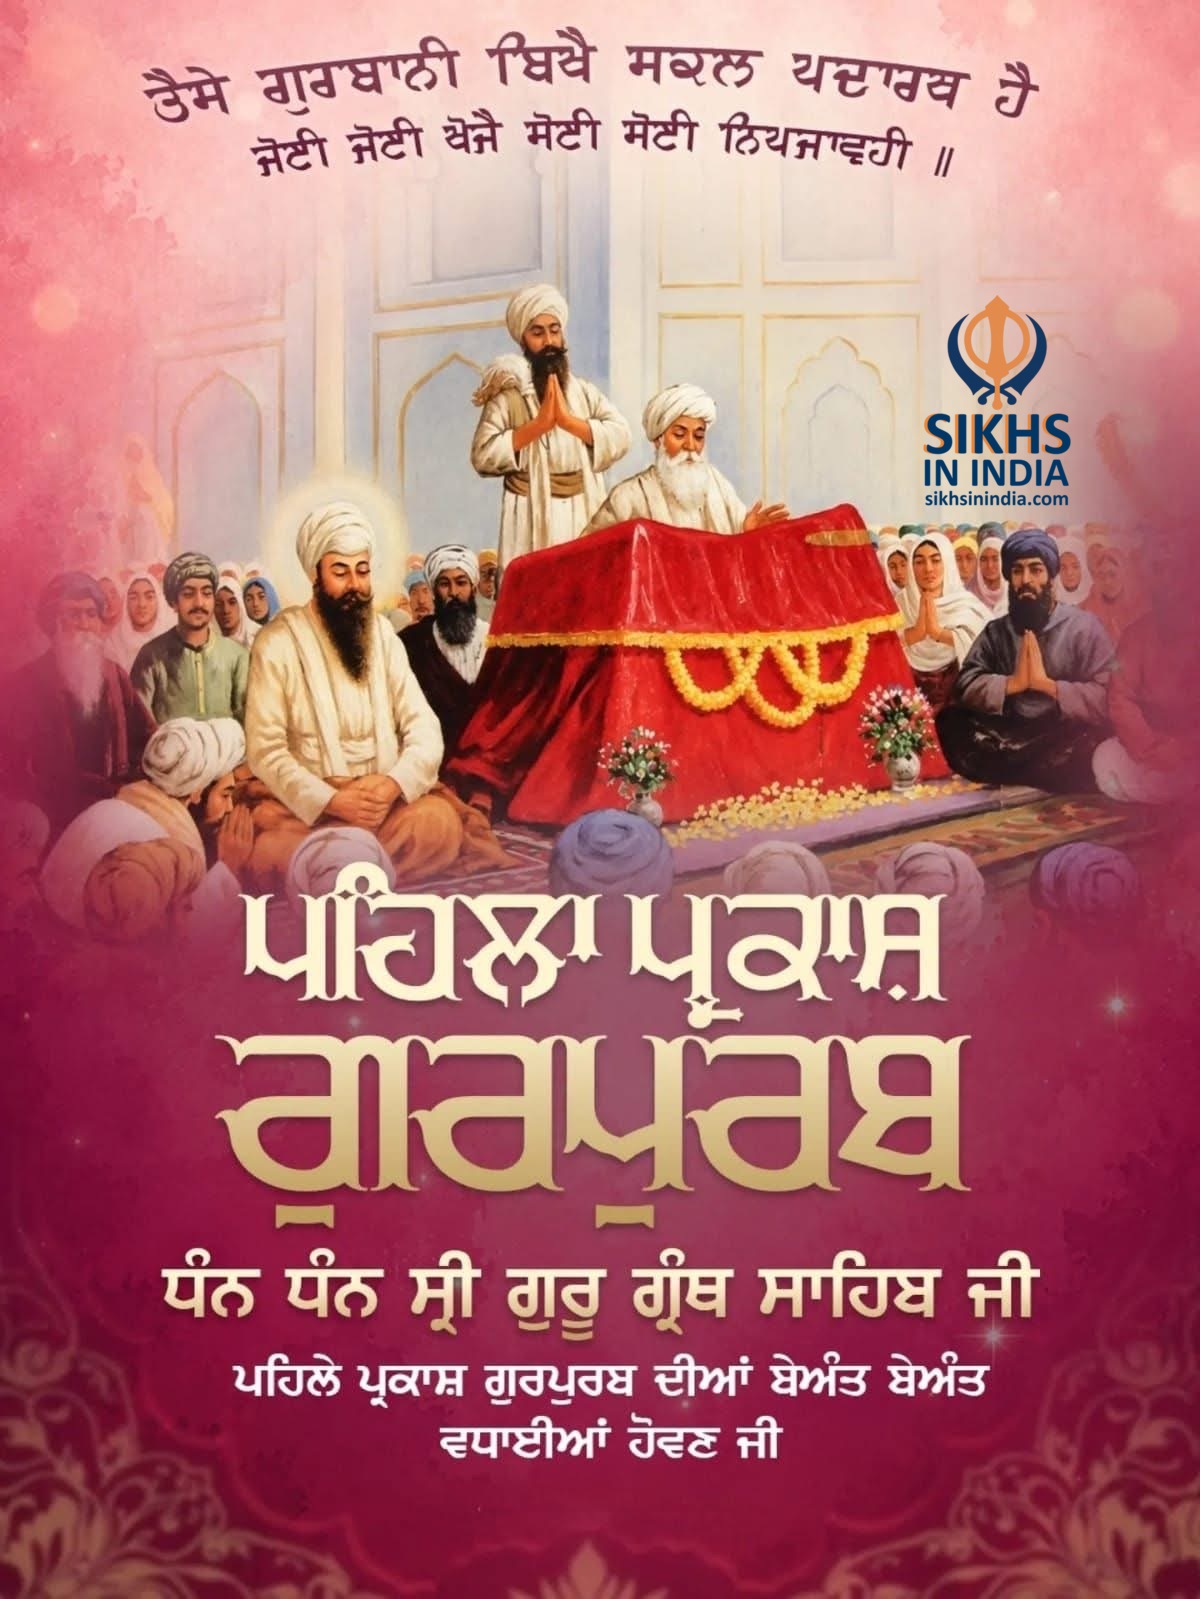 ਤੈਸੇ ਗੁਰਬਾਨੀ ਬਿਖੈ ਸਕਲ ਪਦਾਰਥ ਹੈ
ਜੋਈ ਜੋਈ ਖੋਜੈ ਸੋਈ ਸੋਈ ਨਿਪਜਾਵਹੀ ॥
SIKHS
IN INDIA
sikhsinindia.com
ਪਹਿਲਾ ਪ੍ਰਕਾਸ਼
ਗੁਰਪੁਰਬ
ਧੰਨ ਧੰਨ ਸ੍ਰੀ ਗੁਰੂ ਗ੍ਰੰਥ ਸਾਹਿਬ ਜੀ
ਪਹਿਲੇ ਪ੍ਰਕਾਸ਼ ਗੁਰਪੁਰਬ ਦੀਆਂ ਬੇਅੰਤ ਬੇਅੰਤ
ਵਧਾਈਆਂ ਹੋਵਣ ਜੀ